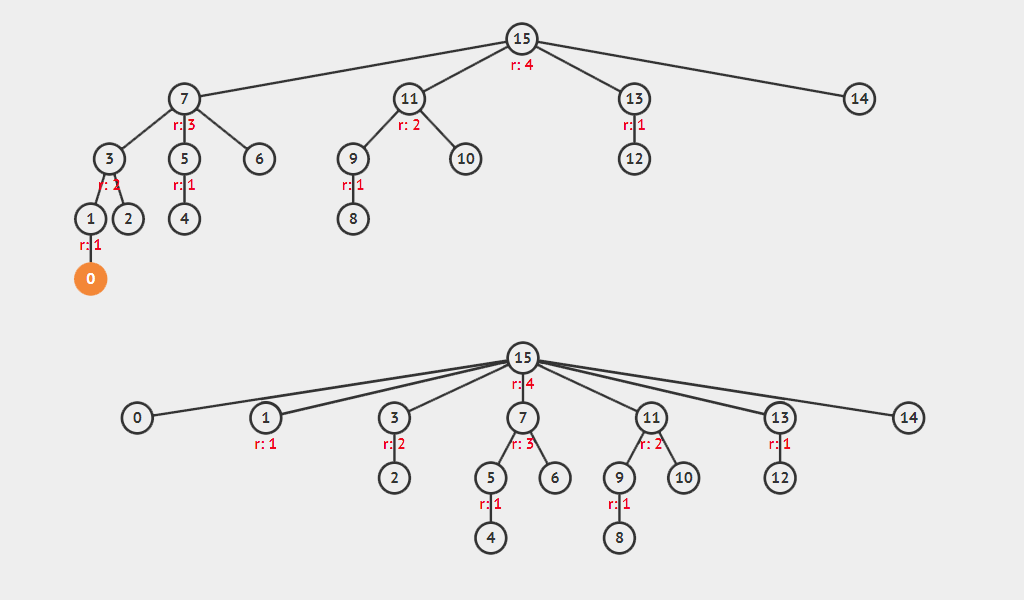 15
r: 4
7 11 13 14
r: 3 r: 2 r: 1
3 5 6 9 10 12
r: 2 r: 1 r: 1
1 2 4 8
r: 1
0
15
r: 4
0 1 3 7 11 13 14
r: 1 r: 2 r: 3 r: 2 r: 1
2 5 6 9 10 12
r: 1 r: 1
4 8